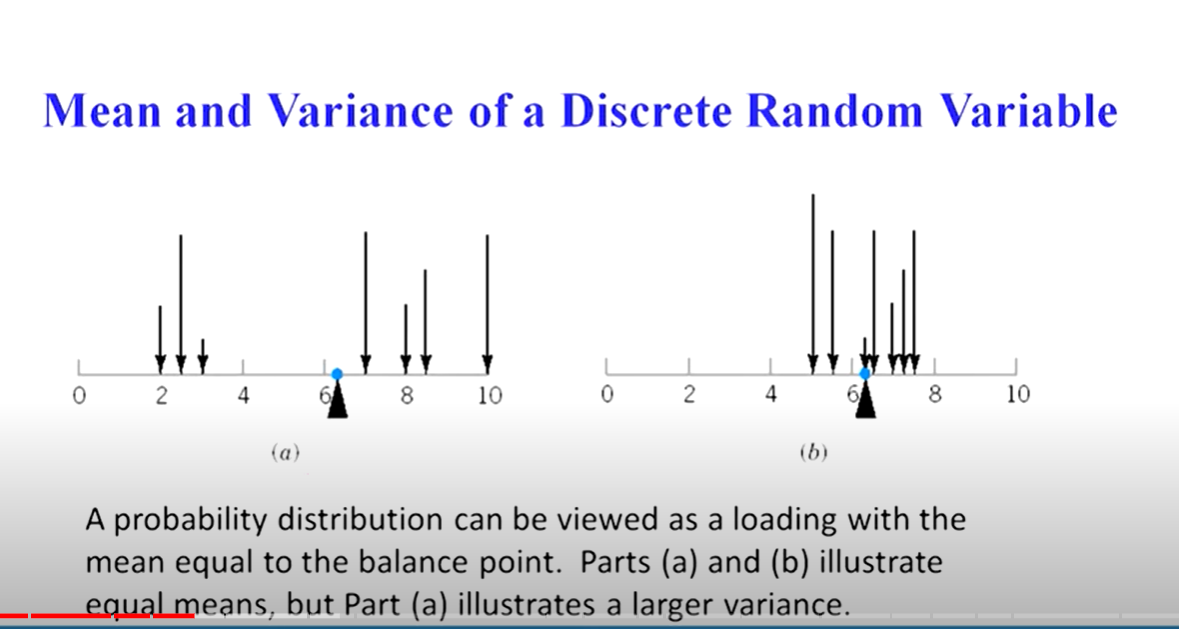 Mean and Variance of a Discrete Random Variable
0 2 4 6 8 10
0 2 4 6 8 10
(a)
(b)
A probability distribution can be viewed as a loading with the
mean equal to the balance point. Parts (a) and (b) illustrate
equal means, but Part (a) illustrates a larger variance.